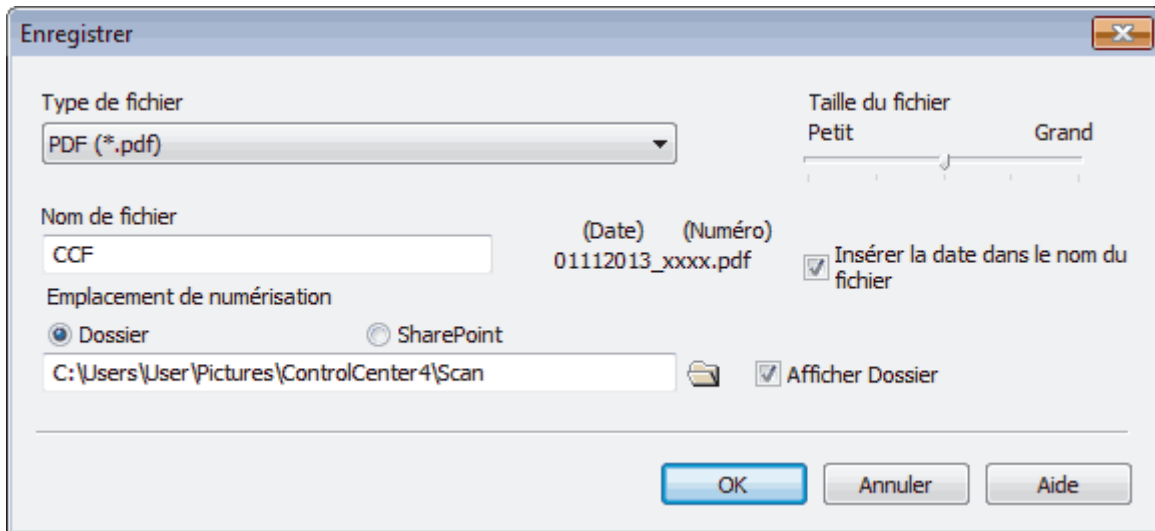 Enregistrer
Type de fichier
Taille du fichier
PDF (*.pdf)
Petit Grand
Nom de fichier
(Date) (Numéro)
CCF
01112013_xxxx.pdf
Insérer la date dans le nom du
fichier
Emplacement de numérisation
Dossier SharePoint
C:\Users\User\Pictures\ControlCenter4\Scan
Afficher Dossier
OK Annuler Aide